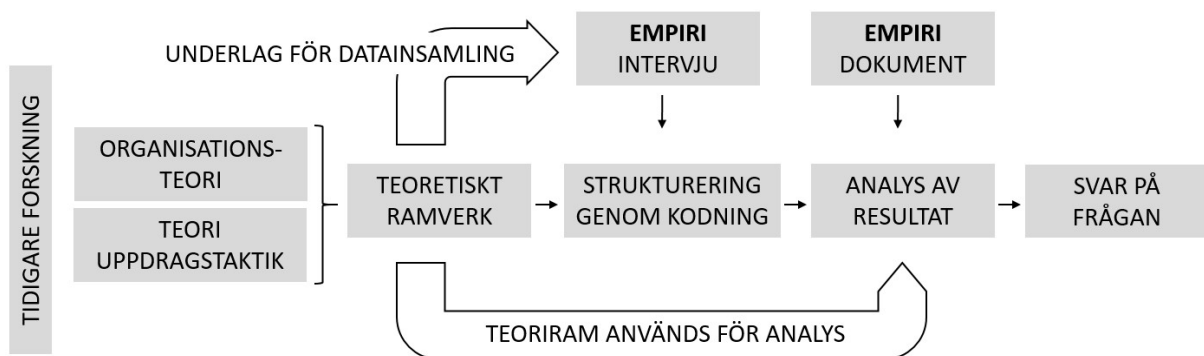 TIDIGARE FORSKNING
ORGANISATIONS-
TEORI
TEORI
UPPDRAGSTAKTIK
UNDERLAG FÖR DATAINSAMLING
TEORETISKT
RAMVERK
EMPIRI
INTERVJU
STRUKTURERING
GENOM KODNING
EMPIRI
DOKUMENT
ANALYS AV
RESULTAT
SVAR PÅ
FRÅGAN
TEORIRAM ANVÄNDS FÖR ANALYS